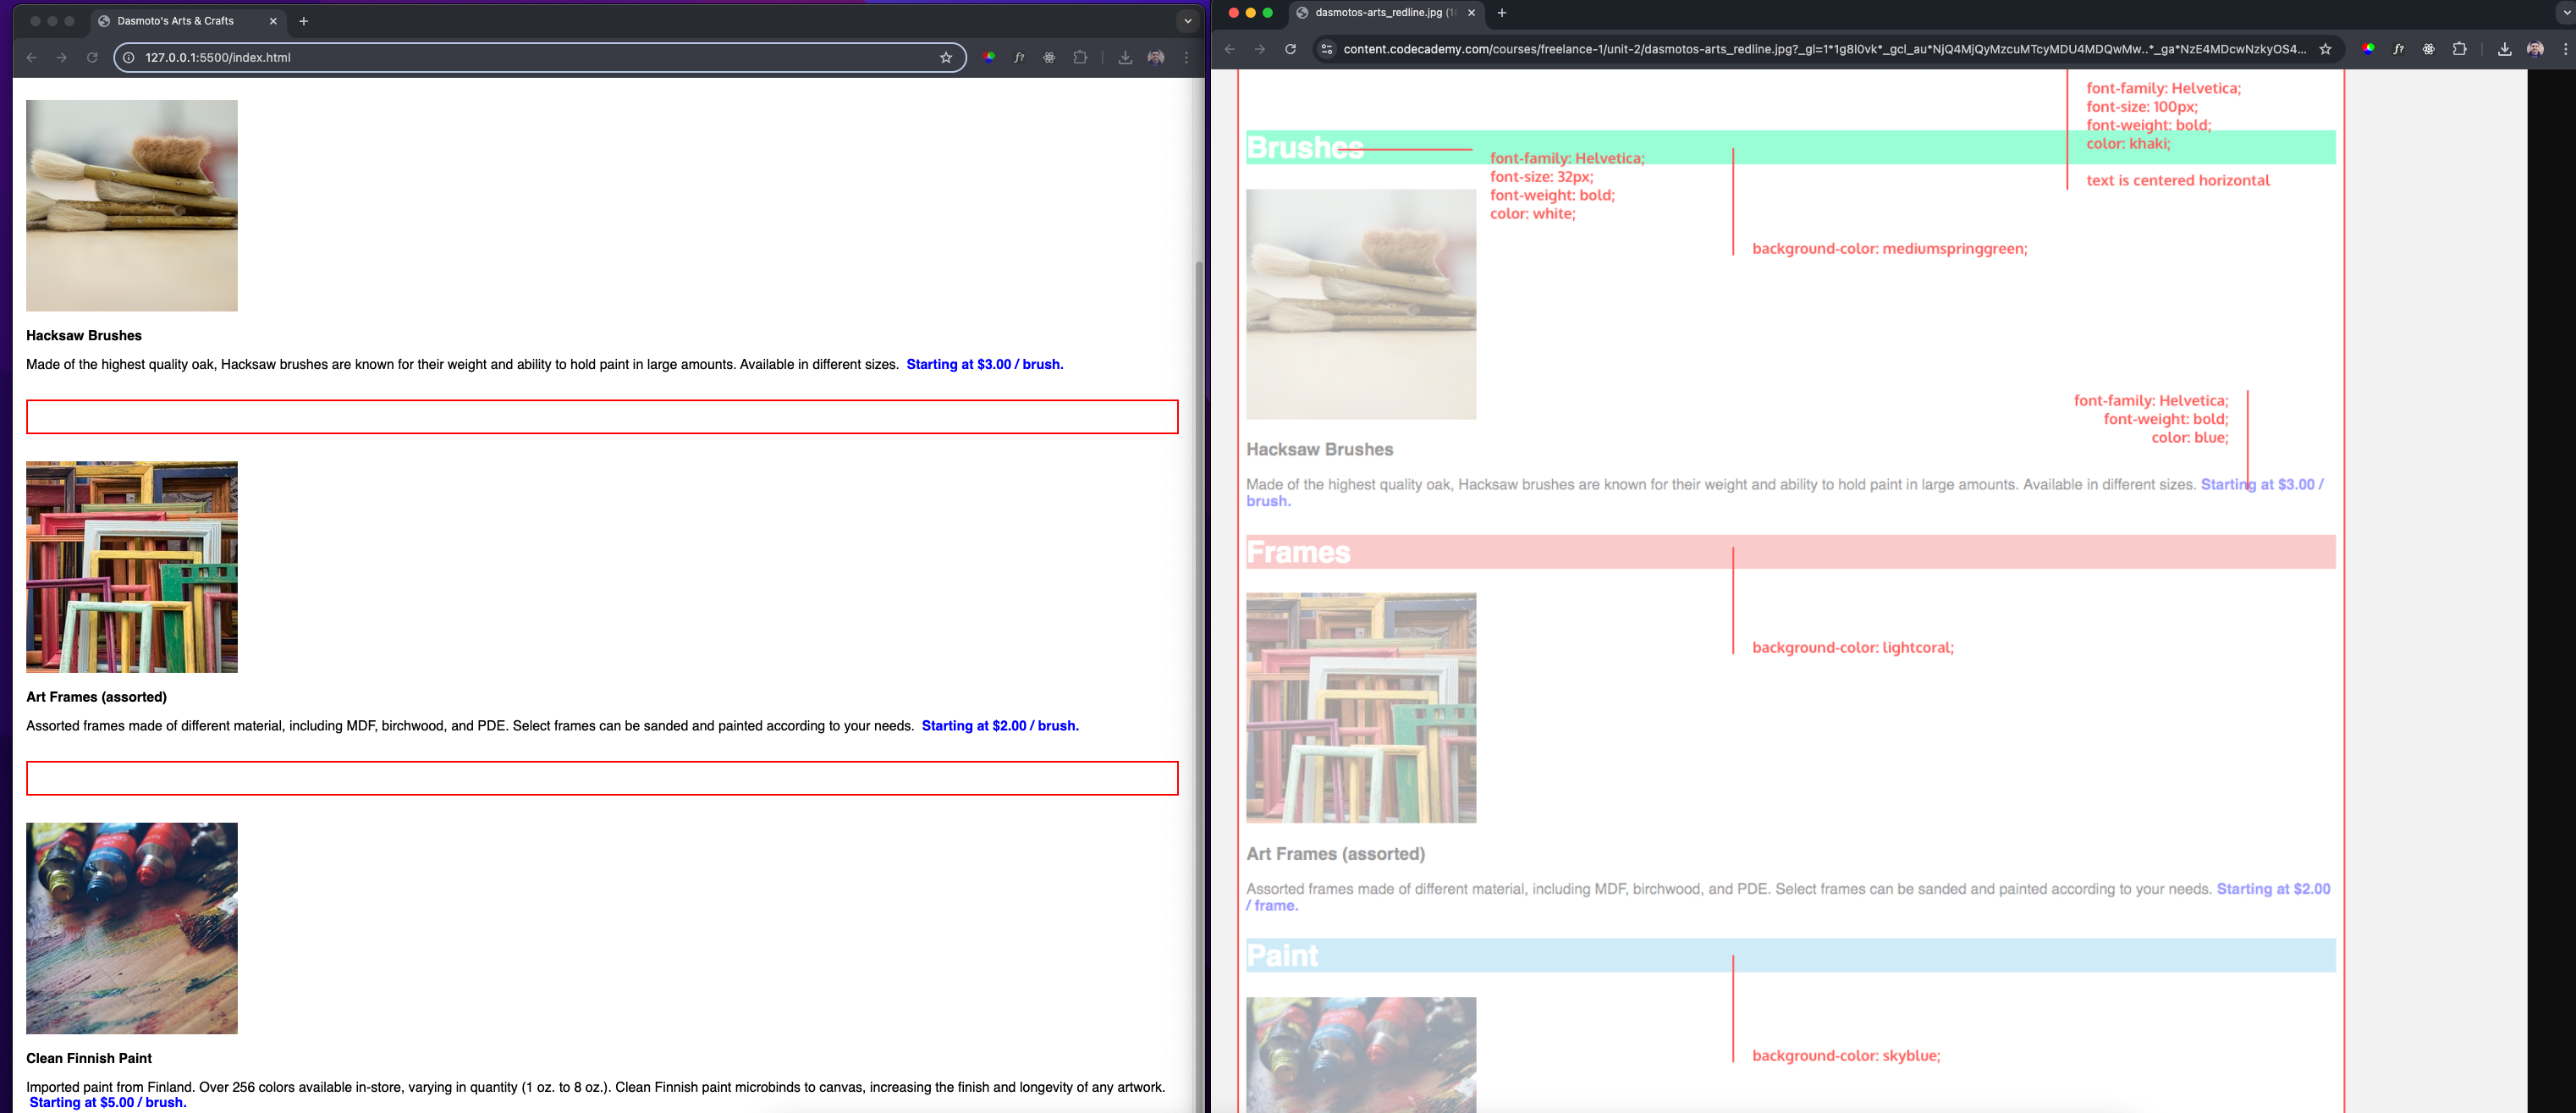 Dasmoto's Arts & Crafts
127.0.0.1:5500/index.html
f?
Hacksaw Brushes
Made of the highest quality oak, Hacksaw brushes are known for their weight and ability to hold paint in large amounts. Available in different sizes. Starting at $3.00 / brush.
Art Frames (assorted)
Assorted frames made of different material, including MDF, birchwood, and PDE. Select frames can be sanded and painted according to your needs. Starting at $2.00 / brush.
Clean Finnish Paint
Imported paint from Finland. Over 256 colors available in-store, varying in quantity (1 oz. to 8 oz.). Clean Finnish paint microbinds to canvas, increasing the finish and longevity of any artwork.
Starting at $5.00 / brush.
dasmotos-arts_redline.jpg
content.codecademy.com/courses/freelance-1/unit-2/dasmotos-arts_redline.jpg?_gl=1*1g8l0vk*_gcl_au*NjQ4MjQyMzcuMTcyMDU4MDQwMw..*_ga*NzE4MDcwNzkyOS4...
f?
font-family: Helvetica;
font-size: 100px;
font-weight: bold;
color: khaki;
text is centered horizontal
Brushes
font-family: Helvetica;
font-size: 32px;
font-weight: bold;
color: white;
background-color: mediumspringgreen;
font-family: Helvetica;
font-weight: bold;
color: blue;
Hacksaw Brushes
Made of the highest quality oak, Hacksaw brushes are known for their weight and ability to hold paint in large amounts. Available in different sizes. Starting at $3.00 /
brush.
Frames
background-color: lightcoral;
Art Frames (assorted)
Assorted frames made of different material, including MDF, birchwood, and PDE. Select frames can be sanded and painted according to your needs. Starting at $2.00
/ frame.
Paint
background-color: skyblue;